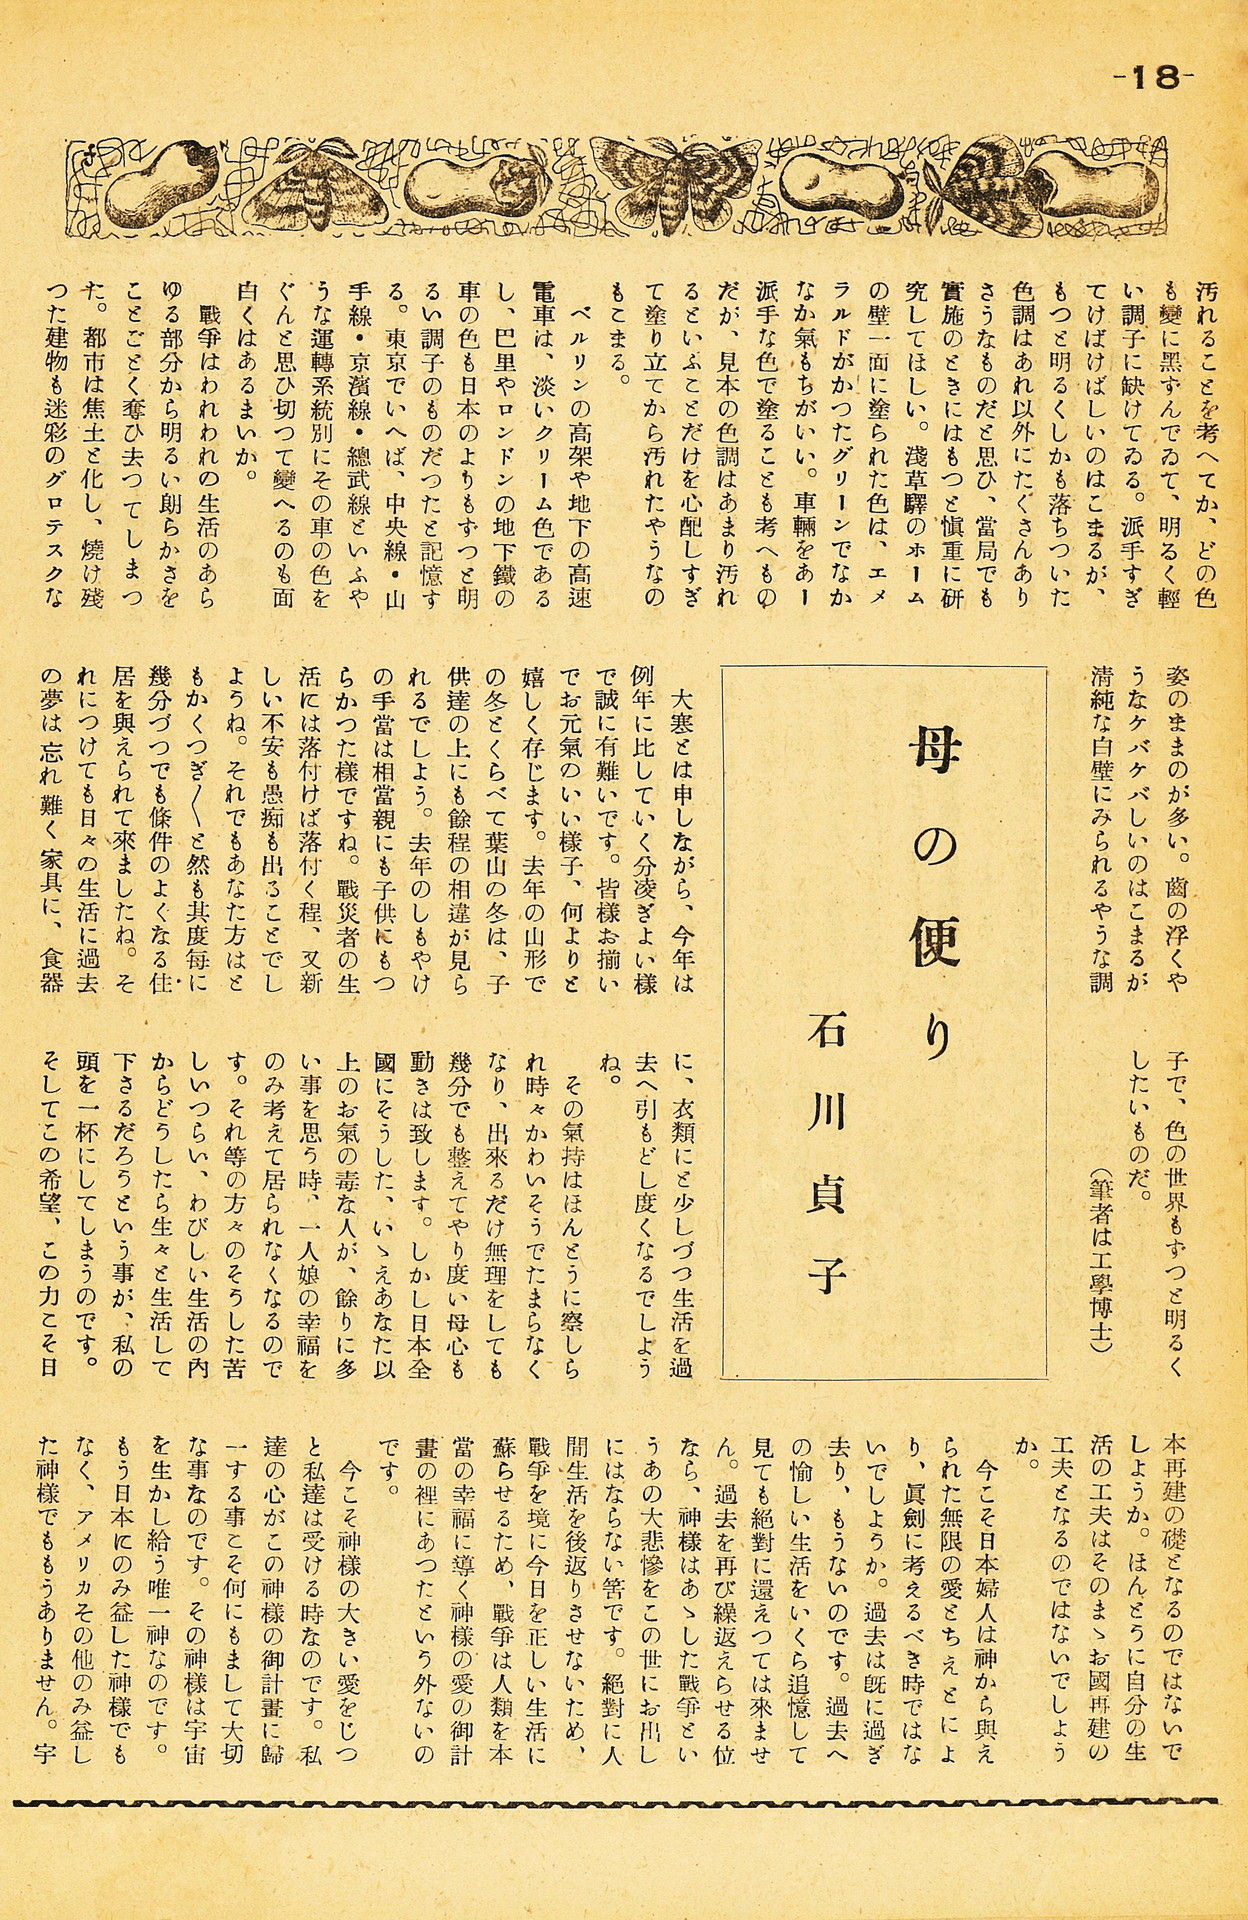 -18-
汚れることを考へてか、どの色
も變に黑ずんでゐて、明るく輕
い調子に缺けてゐる。派手すぎ
てけばけばしいのはこまるが、
もつと明るくしかも落ちついた
色調はあれ以外にたくさんあり
さうなものだと思ひ、當局でも
實施のときにはもつと愼重に研
究してほしい。淺草驛のホーム
の壁一面に塗られた色は、エメ
ラルドがかつたグリーンでなか
なか氣もちがいい。車輛をあー
派手な色で塗ることも考へもの
だが、見本の色調はあまり汚れ
るといふことだけを心配しすぎ
て塗り立てから汚れたやうなの
もこまる。
ベルリンの高架や地下の高速
電車は、淡いクリーム色である
し、巴里やロンドンの地下鐵の
車の色も日本のよりもずつと明
るい調子のものだつたと記憶す
る。東京でいへば、中央線・山
手線・京濱線・總武線といふや
うな運轉系統別にその車の色を
ぐんと思ひ切つて變へるのも面
白くはあるまいか。
戰爭はわれわれの生活のあら
ゆる部分から明るい朗らかさを
ことごとく奪ひ去つてしまつ
た。都市は焦土と化し、燒け殘
つた建物も迷彩のグロテスクな
姿のままのが多い。齒の浮くや
うなケバケバしいのはこまるが
淸純な白壁にみられるやうな調
子で、色の世界もずつと明るく
したいものだ。
（筆者は工學博士）
母の便り
石川貞子
大寒とは申しながら、今年は
例年に比していく分凌ぎよい樣
で誠に有難いです。皆樣お揃い
でお元氣のいい樣子、何よりと
嬉しく存じます。去年の山形で
の冬とくらべて葉山の冬は、子
供達の上にも餘程の相違が見ら
れるでしよう。去年のしもやけ
の手當は相當親にも子供にもつ
らかつた樣ですね。戰災者の生
活には落付けば落付く程、又新
しい不安も愚痴も出ることでし
ようね。それでもあなた方はと
もかくつぎ〱と然も其度每に
幾分づつでも條件のよくなる住
居を與えられて來ましたね。そ
れにつけても日々の生活に過去
の夢は忘れ難く家具に、食器
に、衣類にと少しづつ生活を過
去へ引もどし度くなるでしよう
ね。
その氣持はほんとうに察しら
れ時々かわいそうでたまらなく
なり、出來るだけ無理をしても
幾分でも整えてやり度い母心も
動きは致します。しかし日本全
國にそうした、いゝえあなた以
上のお氣の毒な人が、餘りに多
い事を思う時、一人娘の幸福を
のみ考えて居られなくなるので
す。それ等の方々のそうした苦
しいつらい、わびしい生活の內
からどうしたら生々と生活して
下さるだろうという事が、私の
頭を一杯にしてしまうのです。
そしてこの希望、この力こそ日
本再建の礎となるのではないで
しようか。ほんとうに自分の生
活の工夫はそのまゝお國再建の
工夫となるのではないでしよう
か。
今こそ日本婦人は神から與え
られた無限の愛とちえとによ
り、眞劍に考えるべき時ではな
いでしようか。過去は旣に過ぎ
去り、もうないのです。過去へ
の愉しい生活をいくら追憶して
見ても絕對に還えつては來ませ
ん。過去を再び繰返えらせる位
なら、神樣はあゝした戰爭とい
うあの大悲慘をこの世にお出し
にはならない筈です。絕對に人
間生活を後返りさせないため、
戰爭を境に今日を正しい生活に
蘇らせるため、戰爭は人類を本
當の幸福に導く神樣の愛の御計
畫の裡にあつたという外ないの
です。
今こそ神樣の大きい愛をじつ
と私達は受ける時なのです。私
達の心がこの神樣の御計畫に歸
一する事こそ何にもまして大切
な事なのです。その神樣は宇宙
を生かし給う唯一神なのです。
もう日本にのみ益した神樣でも
なく、アメリカその他のみ益し
た神樣でももうありません。宇